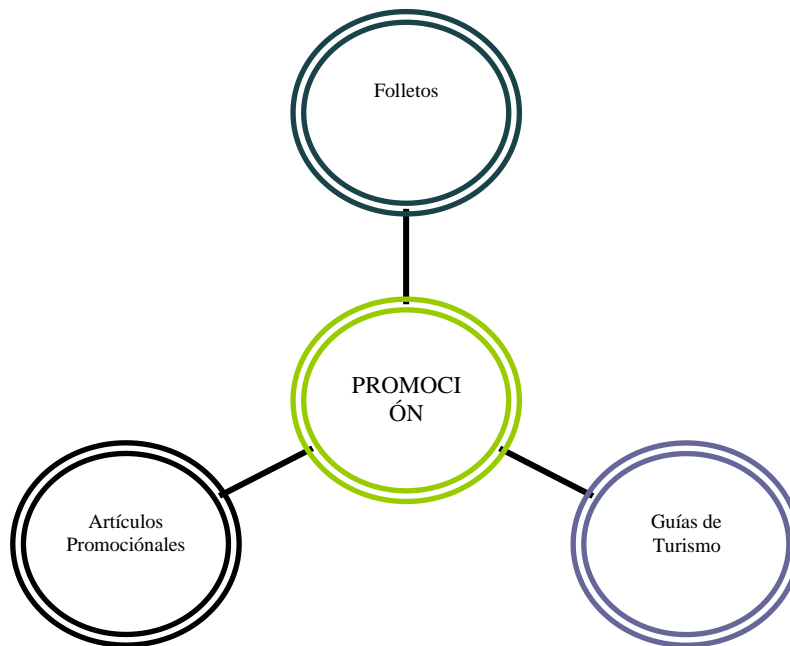 Folletos
PROMOCI
ÓN
Artículos
Promociónales
Guías de
Turismo